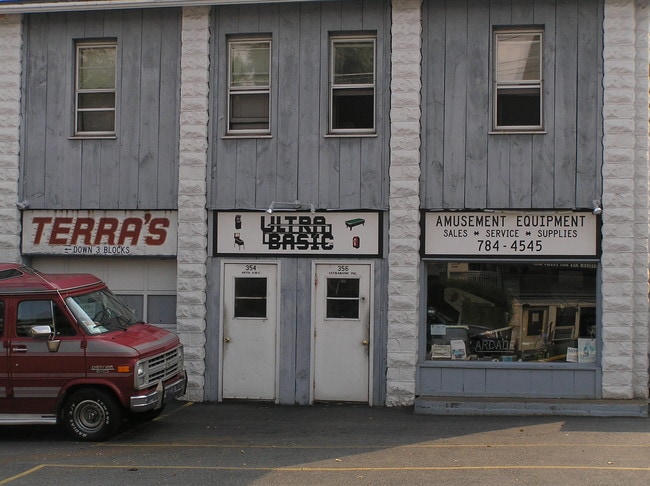 TERRA'S
←DOWN 3 BLOCKS
ULTRA
BASIC
AMUSEMENT EQUIPMENT
SALES * SERVICE * SUPPLIES
784-4545
354
356
ARCADE